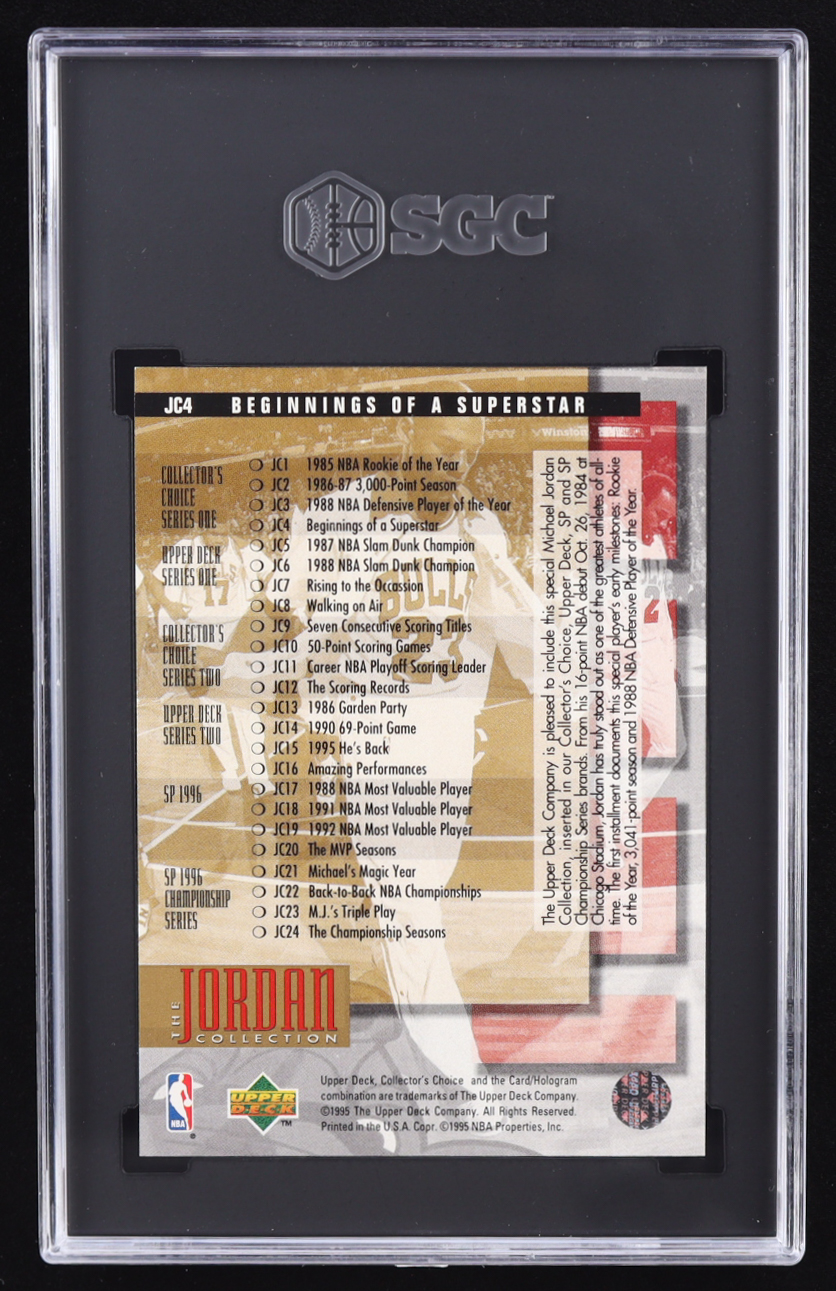 SGC
JC4 BEGINNINGS OF A SUPERSTAR
Winston
COLLECTOR'S
CHOICE
SERIES ONE
JC1 1985 NBA Rookie of the Year
JC2 1986-87 3,000-Point Season
JC3 1988 NBA Defensive Player of the Year
JC4 Beginnings of a Superstar
UPPER DECK
SERIES ONE
JC5 1987 NBA Slam Dunk Champion
JC6 1988 NBA Slam Dunk Champion
JC7 Rising to the Occassion
JC8 Walking on Air
COLLECTOR'S
CHOICE
SERIES TWO
JC9 Seven Consecutive Scoring Titles
JC10 50-Point Scoring Games
JC11 Career NBA Playoff Scoring Leader
JC12 The Scoring Records
UPPER DECK
SERIES TWO
JC13 1986 Garden Party
JC14 1990 69-Point Game
JC15 1995 He's Back
JC16 Amazing Performances
SP 1996
JC17 1988 NBA Most Valuable Player
JC18 1991 NBA Most Valuable Player
JC19 1992 NBA Most Valuable Player
JC20 The MVP Seasons
SP 1996
CHAMPIONSHIP
SERIES
JC21 Michael's Magic Year
JC22 Back-to-Back NBA Championships
JC23 M.J.'s Triple Play
JC24 The Championship Seasons
The Upper Deck Company is pleased to include this special Michael Jordan
Collection, inserted in our Collector's Choice, Upper Deck, SP and SP
Championship Series brands. From his 16-point NBA debut Oct. 26, 1984 at
Chicago Stadium, Jordan has truly stood out as one of the greatest athletes of all-
time. The first installment documents this special player's early milestones: Rookie
of the Year, 3,041-point season and 1988 NBA Defensive Player of the Year.
BULLS
23
17
THE
JORDAN
COLLECTION
NBA
UPPER
DECK
TM
Upper Deck, Collector's Choice and the Card/Hologram
combination are trademarks of The Upper Deck Company.
©1995 The Upper Deck Company. All Rights Reserved.
Printed in the U.S.A. Copr. ©1995 NBA Properties, Inc.